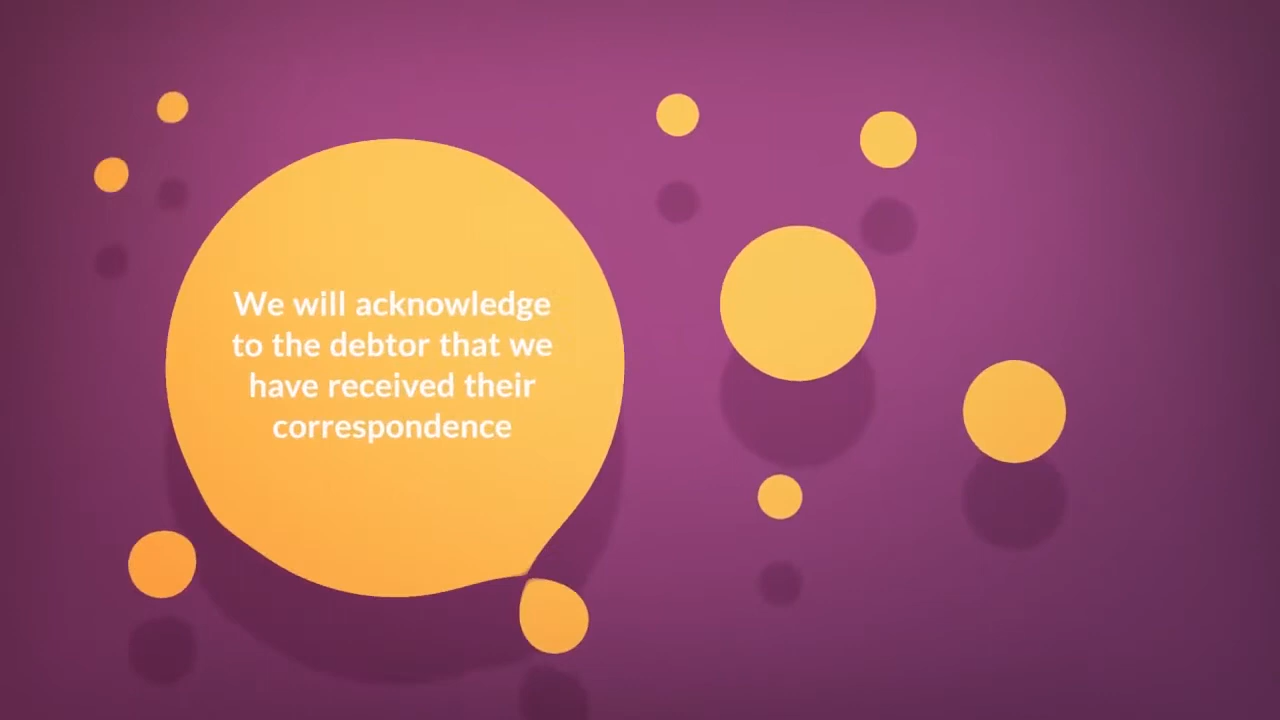 We will acknowledge
to the debtor that we
have received their
correspondence